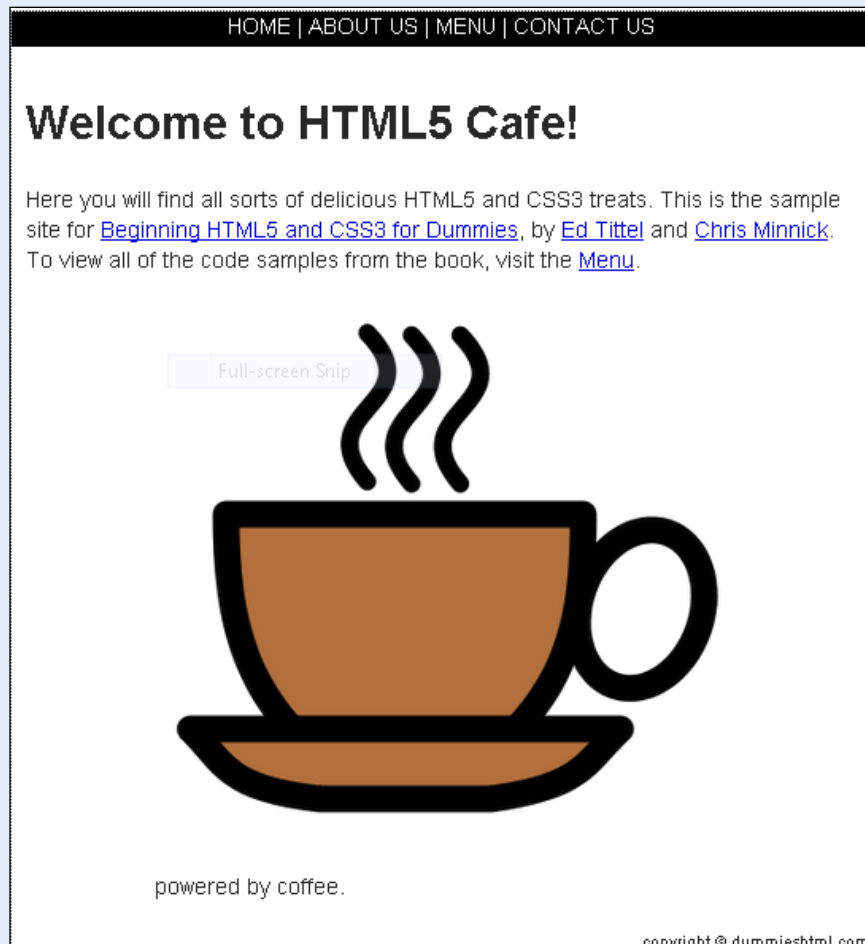 HOME | ABOUT US | MENU | CONTACT US
Welcome to HTML5 Cafe!
Here you will find all sorts of delicious HTML5 and CSS3 treats. This is the sample
site for Beginning HTML5 and CSS3 for Dummies, by Ed Tittel and Chris Minnick.
To view all of the code samples from the book, visit the Menu.
Full-screen Snip
powered by coffee.
copyright © dummieshtml.com